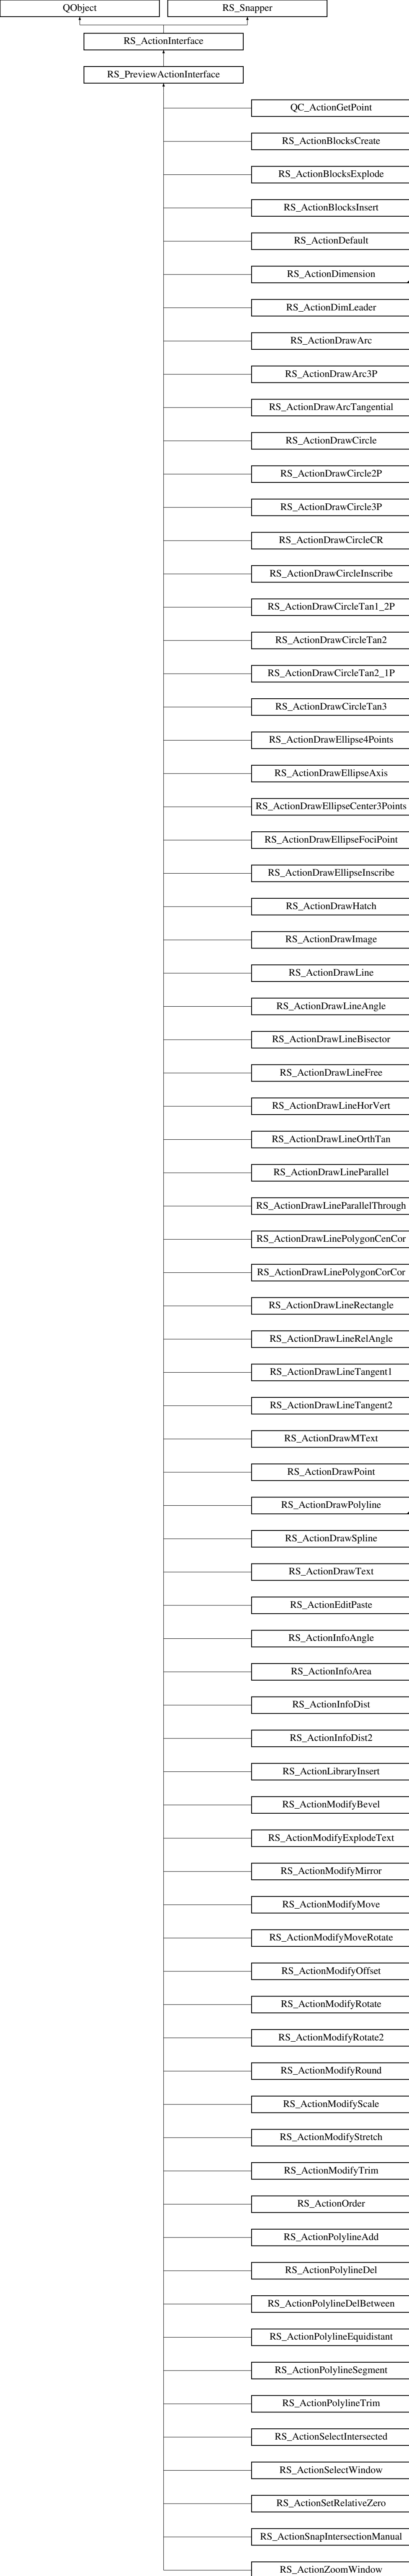 QObject
RS_Snapper
RS_ActionInterface
RS_PreviewActionInterface
QC_ActionGetPoint
RS_ActionBlocksCreate
RS_ActionBlocksExplode
RS_ActionBlocksInsert
RS_ActionDefault
RS_ActionDimension
RS_ActionDimLeader
RS_ActionDrawArc
RS_ActionDrawArc3P
RS_ActionDrawArcTangential
RS_ActionDrawCircle
RS_ActionDrawCircle2P
RS_ActionDrawCircle3P
RS_ActionDrawCircleCR
RS_ActionDrawCircleInscribe
RS_ActionDrawCircleTan1_2P
RS_ActionDrawCircleTan2
RS_ActionDrawCircleTan2_1P
RS_ActionDrawCircleTan3
RS_ActionDrawEllipse4Points
RS_ActionDrawEllipseAxis
RS_ActionDrawEllipseCenter3Points
RS_ActionDrawEllipseFociPoint
RS_ActionDrawEllipseInscribe
RS_ActionDrawHatch
RS_ActionDrawImage
RS_ActionDrawLine
RS_ActionDrawLineAngle
RS_ActionDrawLineBisector
RS_ActionDrawLineFree
RS_ActionDrawLineHorVert
RS_ActionDrawLineOrthTan
RS_ActionDrawLineParallel
RS_ActionDrawLineParallelThrough
RS_ActionDrawLinePolygonCenCor
RS_ActionDrawLinePolygonCorCor
RS_ActionDrawLineRectangle
RS_ActionDrawLineRelAngle
RS_ActionDrawLineTangent1
RS_ActionDrawLineTangent2
RS_ActionDrawMText
RS_ActionDrawPoint
RS_ActionDrawPolyline
RS_ActionDrawSpline
RS_ActionDrawText
RS_ActionEditPaste
RS_ActionInfoAngle
RS_ActionInfoArea
RS_ActionInfoDist
RS_ActionInfoDist2
RS_ActionLibraryInsert
RS_ActionModifyBevel
RS_ActionModifyExplodeText
RS_ActionModifyMirror
RS_ActionModifyMove
RS_ActionModifyMoveRotate
RS_ActionModifyOffset
RS_ActionModifyRotate
RS_ActionModifyRotate2
RS_ActionModifyRound
RS_ActionModifyScale
RS_ActionModifyStretch
RS_ActionModifyTrim
RS_ActionOrder
RS_ActionPolylineAdd
RS_ActionPolylineDel
RS_ActionPolylineDelBetween
RS_ActionPolylineEquidistant
RS_ActionPolylineSegment
RS_ActionPolylineTrim
RS_ActionSelectIntersected
RS_ActionSelectWindow
RS_ActionSetRelativeZero
RS_ActionSnapIntersectionManual
RS_ActionZoomWindow